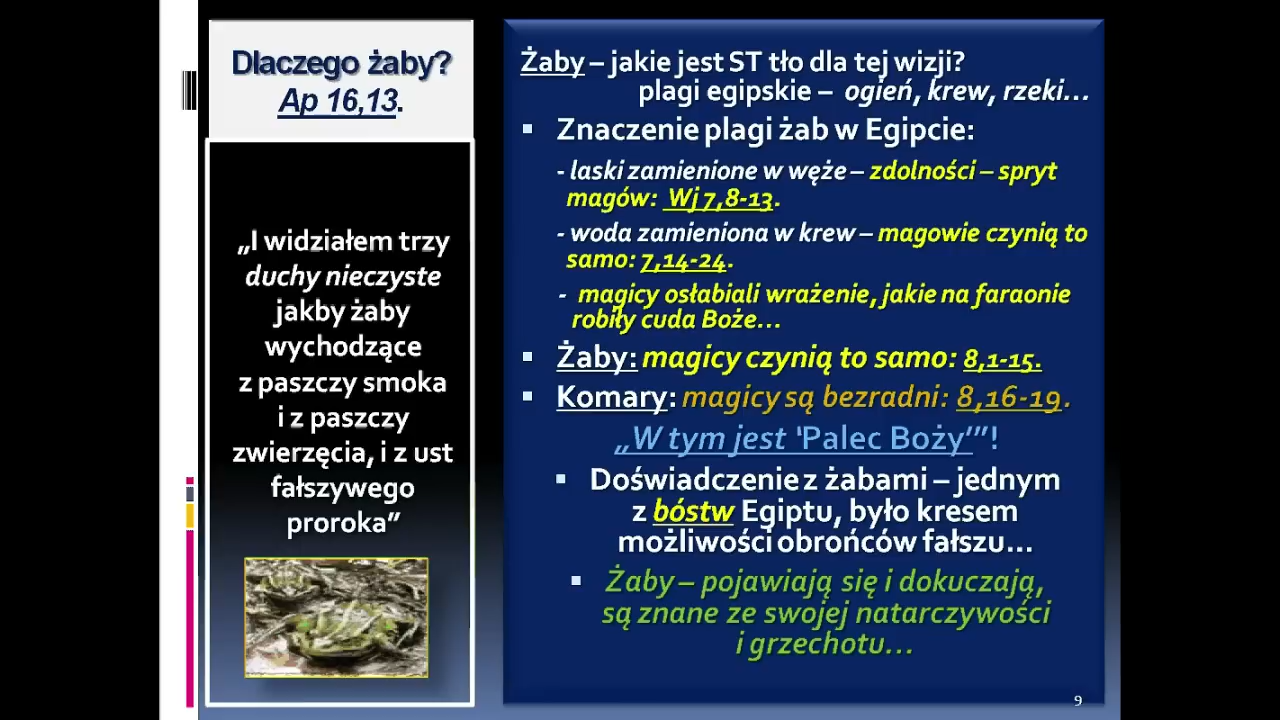 Dlaczego żaby?
Ap 16,13.
„I widziałem trzy
duchy nieczyste
jakby żaby
wychodzące
z paszczy smoka
i z paszczy
zwierzęcia, i z ust
fałszywego
proroka”
Żaby – jakie jest ST tło dla tej wizji?
plagi egipskie – ogień, krew, rzeki...
▪ Znaczenie plagi żab w Egipcie:
- laski zamienione w węże – zdolności – spryt
magów: Wj 7,8-13.
- woda zamieniona w krew – magowie czynią to
samo: 7,14-24.
- magicy osłabiali wrażenie, jakie na faraonie
robiły cuda Boże...
▪ Żaby: magicy czynią to samo: 8,1-15.
▪ Komary: magicy są bezradni: 8,16-19.
„W tym jest ‘Palec Boży’”!
▪ Doświadczenie z żabami – jednym
z bóstw Egiptu, było kresem
możliwości obrońców fałszu...
▪ Żaby – pojawiają się i dokuczają,
są znane ze swojej natarczywości
i grzechotu...
9